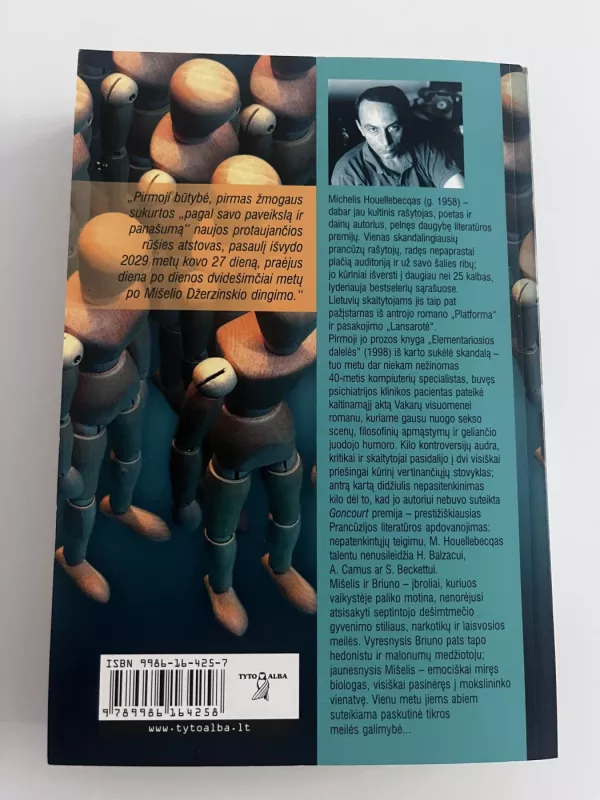 „Pirmoji būtybė, pirmas žmogaus
sukurtos „pagal savo paveikslą ir
panašumą“ naujos protaujančios
rūšies atstovas, pasaulį išvydo
2029 metų kovo 27 dieną, praėjus
diena po dienos dvidešimčiai metų
po Mišelio Džerzinskio dingimo.“
Michelis Houellebecqas (g. 1958) –
dabar jau kultinis rašytojas, poetas ir
dainų autorius, pelnęs daugybę literatūros
premijų. Vienas skandalingiausių
prancūzų rašytojų, radęs nepaprastai
plačią auditoriją ir už savo šalies ribų;
jo kūriniai išversti į daugiau nei 25 kalbas,
lyderiauja bestselerių sąrašuose.
Lietuvių skaitytojams jis taip pat
pažįstamas iš antrojo romano „Platforma“
ir pasakojimo „Lansarotė“.
Pirmoji jo prozos knyga „Elementariosios
dalelės“ (1998) iš karto sukėlė skandalą –
tuo metu dar niekam nežinomas
40-metis kompiuterių specialistas, buvęs
psichiatrijos klinikos pacientas pateikė
kaltinamąjį aktą Vakarų visuomenei
romanu, kuriame gausu nuogo sekso
scenų, filosofinių apmąstymų ir geliančio
juodojo humoro. Kilo kontroversijų audra,
kritikai ir skaitytojai pasidalijo į dvi visiškai
priešingai kūrinį vertinančiųjų stovyklas;
antrą kartą didžiulis nepasitenkinimas
kilo dėl to, kad jo autoriui nebuvo suteikta
Goncourt premija – prestižiškiausias
Prancūzijos literatūros apdovanojimas:
nepatenkintųjų teigimu, M. Houellebecqas
talentu nenusileidžia H. Balzacui,
A. Camus ar S. Beckettui.
Mišelis ir Briuno – įbroliai, kuriuos
vaikystėje paliko motina, nenorėjusi
atsisakyti septintojo dešimtmečio
gyvenimo stiliaus, narkotikų ir laisvosios
meilės. Vyresnysis Briuno pats tapo
hedonistu ir malonumų medžiotoju;
jaunesnysis Mišelis – emociškai miręs
biologas, visiškai pasinėręs į mokslininko
vienatvę. Vienu metu jiems abiem
suteikiama paskutinė tikros
meilės galimybė...
ISBN 9986-16-425-7
TYTO ALBA
9 789986 164258
www.tytoalba.lt